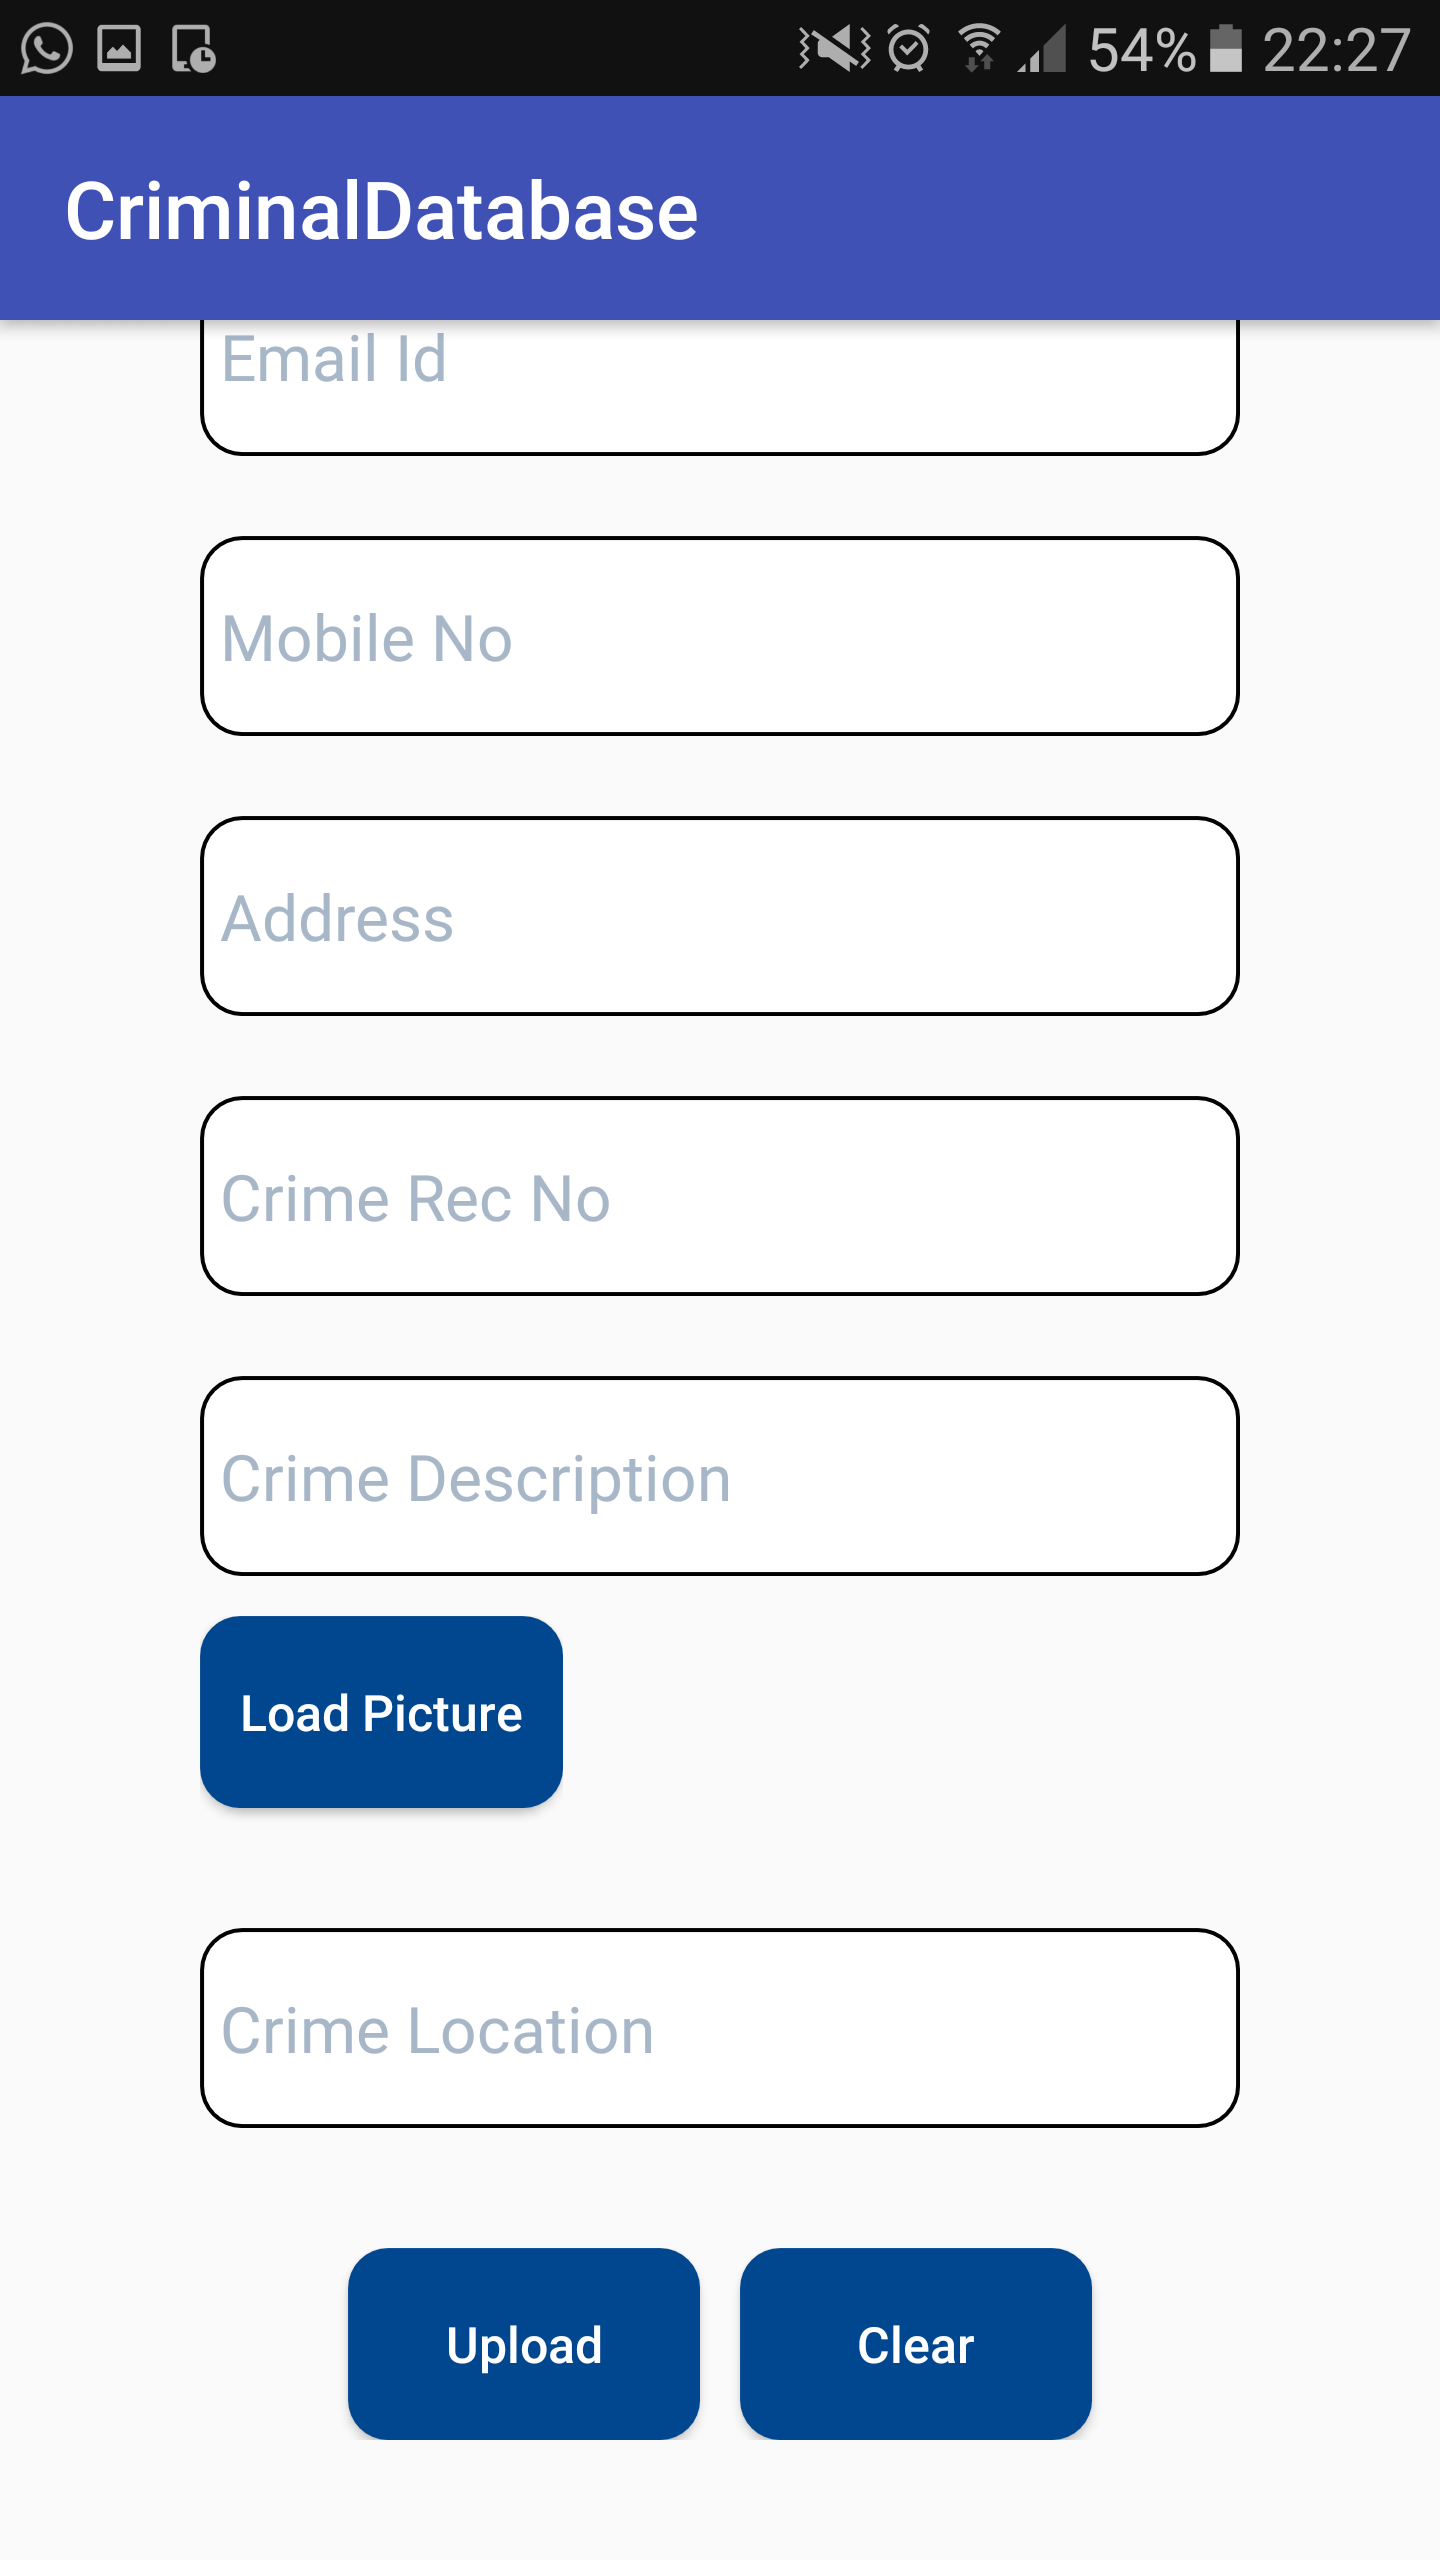 54% 22:27
CriminalDatabase
Email Id
Mobile No
Address
Crime Rec No
Crime Description
Load Picture
Crime Location
Upload Clear